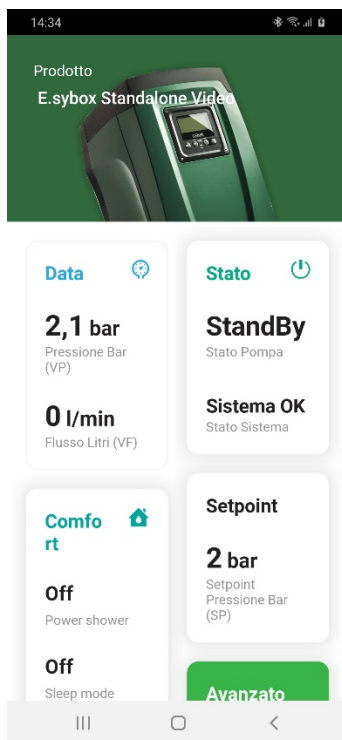 14:34
Prodotto
E.sybox Standalone Video
Data
2,1 bar
Pressione Bar
(VP)
0 l/min
Flusso Litri (VF)
Stato
StandBy
Stato Pompa
Sistema OK
Stato Sistema
Comfo
rt
Off
Power shower
Off
Sleep mode
Setpoint
2 bar
Setpoint
Pressione Bar
(SP)
Avanzato